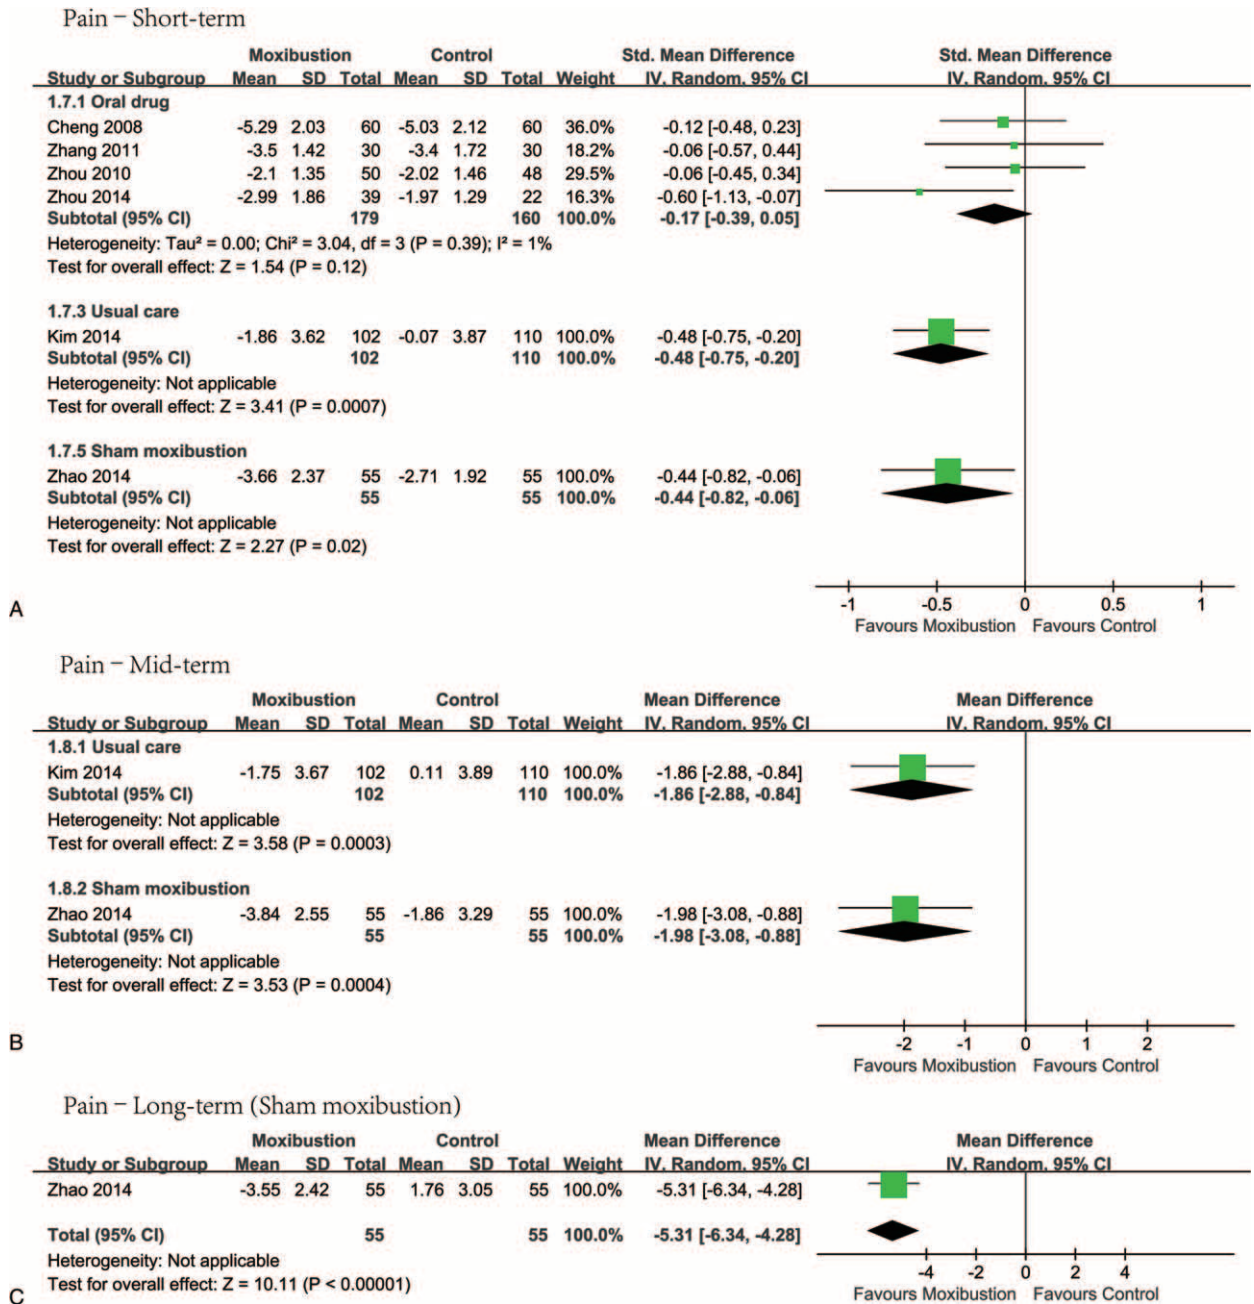 Pain – Short-term
Moxibustion Control Std. Mean Difference Std. Mean Difference
Study or Subgroup Mean SD Total Mean SD Total Weight IV. Random. 95% CI IV. Random. 95% CI
1.7.1 Oral drug
Cheng 2008 -5.29 2.03 60 -5.03 2.12 60 36.0% -0.12 [-0.48, 0.23]
Zhang 2011 -3.5 1.42 30 -3.4 1.72 30 18.2% -0.06 [-0.57, 0.44]
Zhou 2010 -2.1 1.35 50 -2.02 1.46 48 29.5% -0.06 [-0.45, 0.34]
Zhou 2014 -2.99 1.86 39 -1.97 1.29 22 16.3% -0.60 [-1.13, -0.07]
Subtotal (95% CI) 179 160 100.0% -0.17 [-0.39, 0.05]
Heterogeneity: Tau² = 0.00; Chi² = 3.04, df = 3 (P = 0.39); I² = 1%
Test for overall effect: Z = 1.54 (P = 0.12)
1.7.3 Usual care
Kim 2014 -1.86 3.62 102 -0.07 3.87 110 100.0% -0.48 [-0.75, -0.20]
Subtotal (95% CI) 102 110 100.0% -0.48 [-0.75, -0.20]
Heterogeneity: Not applicable
Test for overall effect: Z = 3.41 (P = 0.0007)
1.7.5 Sham moxibustion
Zhao 2014 -3.66 2.37 55 -2.71 1.92 55 100.0% -0.44 [-0.82, -0.06]
Subtotal (95% CI) 55 55 100.0% -0.44 [-0.82, -0.06]
Heterogeneity: Not applicable
Test for overall effect: Z = 2.27 (P = 0.02)
-1 -0.5 0 0.5 1
A Favours Moxibustion Favours Control
Pain – Mid-term
Moxibustion Control Mean Difference Mean Difference
Study or Subgroup Mean SD Total Mean SD Total Weight IV. Random. 95% CI IV. Random. 95% CI
1.8.1 Usual care
Kim 2014 -1.75 3.67 102 0.11 3.89 110 100.0% -1.86 [-2.88, -0.84]
Subtotal (95% CI) 102 110 100.0% -1.86 [-2.88, -0.84]
Heterogeneity: Not applicable
Test for overall effect: Z = 3.58 (P = 0.0003)
1.8.2 Sham moxibustion
Zhao 2014 -3.84 2.55 55 -1.86 3.29 55 100.0% -1.98 [-3.08, -0.88]
Subtotal (95% CI) 55 55 100.0% -1.98 [-3.08, -0.88]
Heterogeneity: Not applicable
Test for overall effect: Z = 3.53 (P = 0.0004)
-2 -1 0 1 2
B Favours Moxibustion Favours Control
Pain – Long-term (Sham moxibustion)
Moxibustion Control Mean Difference Mean Difference
Study or Subgroup Mean SD Total Mean SD Total Weight IV. Random. 95% CI IV. Random. 95% CI
Zhao 2014 -3.55 2.42 55 1.76 3.05 55 100.0% -5.31 [-6.34, -4.28]
Total (95% CI) 55 55 100.0% -5.31 [-6.34, -4.28]
Heterogeneity: Not applicable
-4 -2 0 2 4
Test for overall effect: Z = 10.11 (P < 0.00001)
C Favours Moxibustion Favours Control